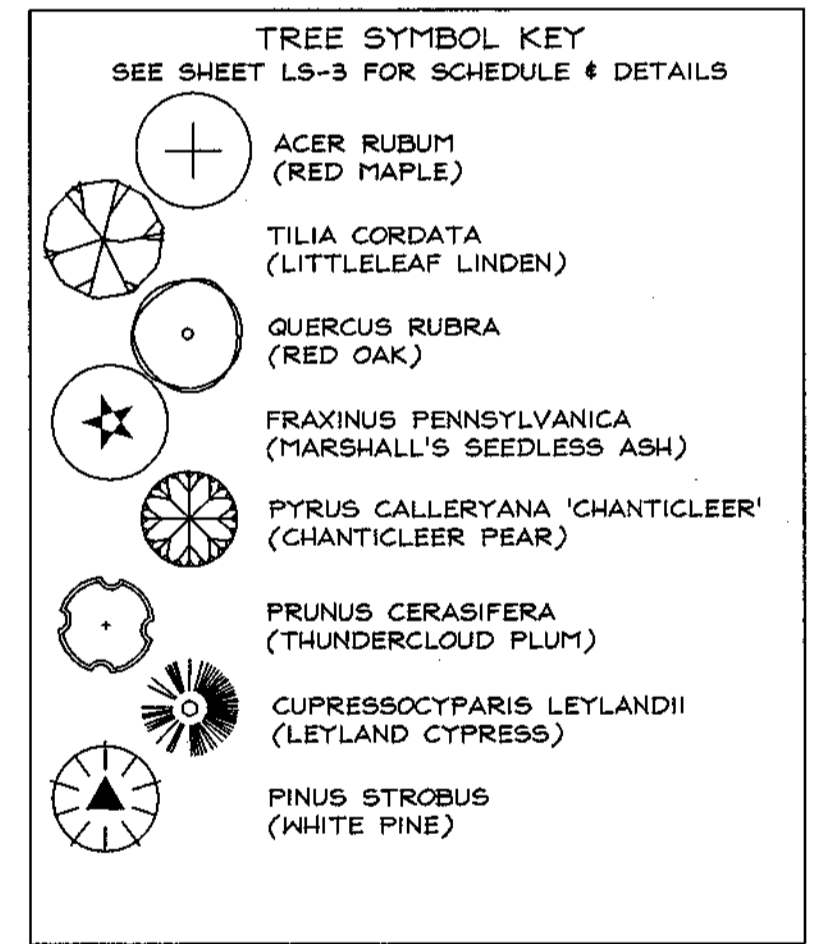 TREE SYMBOL KEY
SEE SHEET LS-3 FOR SCHEDULE & DETAILS
ACER RUBUM
(RED MAPLE)
TILIA CORDATA
(LITTLELEAF LINDEN)
QUERCUS RUBRA
(RED OAK)
FRAXINUS PENNSYLVANICA
(MARSHALL'S SEEDLESS ASH)
PYRUS CALLERYANA 'CHANTICLEER'
(CHANTICLEER PEAR)
PRUNUS CERASIFERA
(THUNDERCLOUD PLUM)
CUPRESSOCYPARIS LEYLANDII
(LEYLAND CYPRESS)
PINUS STROBUS
(WHITE PINE)